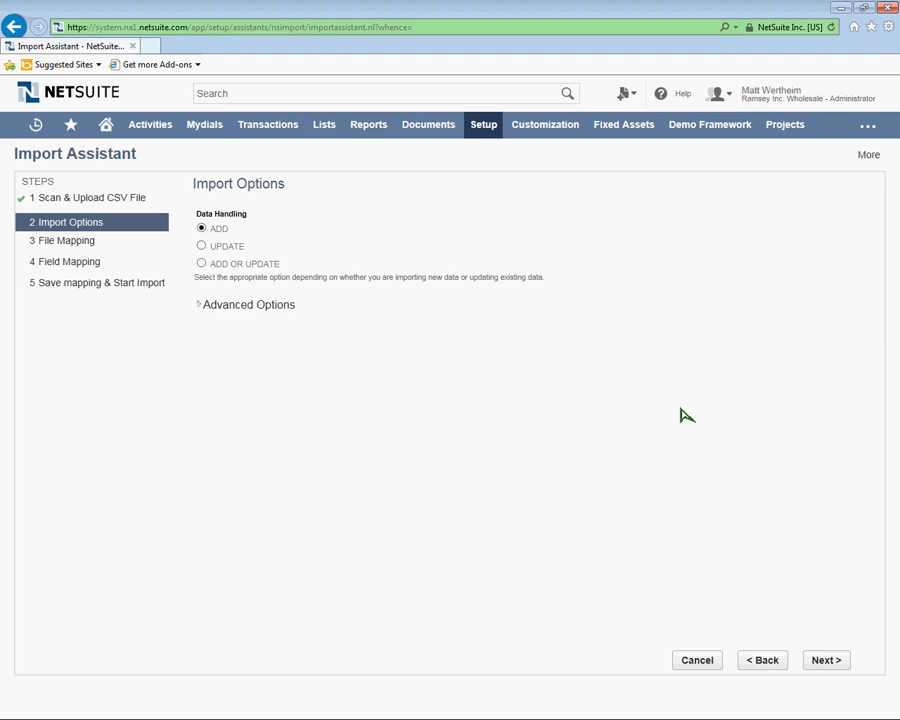 https://system.na1.netsuite.com/app/setup/assistants/nsimport/importassistant.nl?whence=
NetSuite Inc. [US]
Import Assistant - NetSuite...
Suggested Sites
Get more Add-ons
NETSUITE
Search
Help
Matt Wertheim
Ramsey Inc. Wholesale - Administrator
Activities Mydials Transactions Lists Reports Documents Setup Customization Fixed Assets Demo Framework Projects
Import Assistant
More
STEPS
1 Scan & Upload CSV File
2 Import Options
3 File Mapping
4 Field Mapping
5 Save mapping & Start Import
Import Options
Data Handling
ADD
UPDATE
ADD OR UPDATE
Select the appropriate option depending on whether you are importing new data or updating existing data.
Advanced Options
Cancel < Back Next >